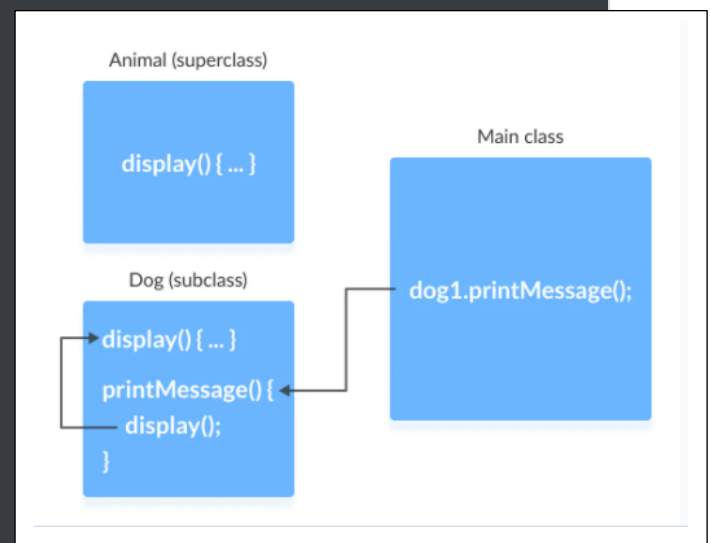 Animal (superclass)
display() { ... }
Main class
dog1.printMessage();
Dog (subclass)
display() { ... }
printMessage() {
display();
}